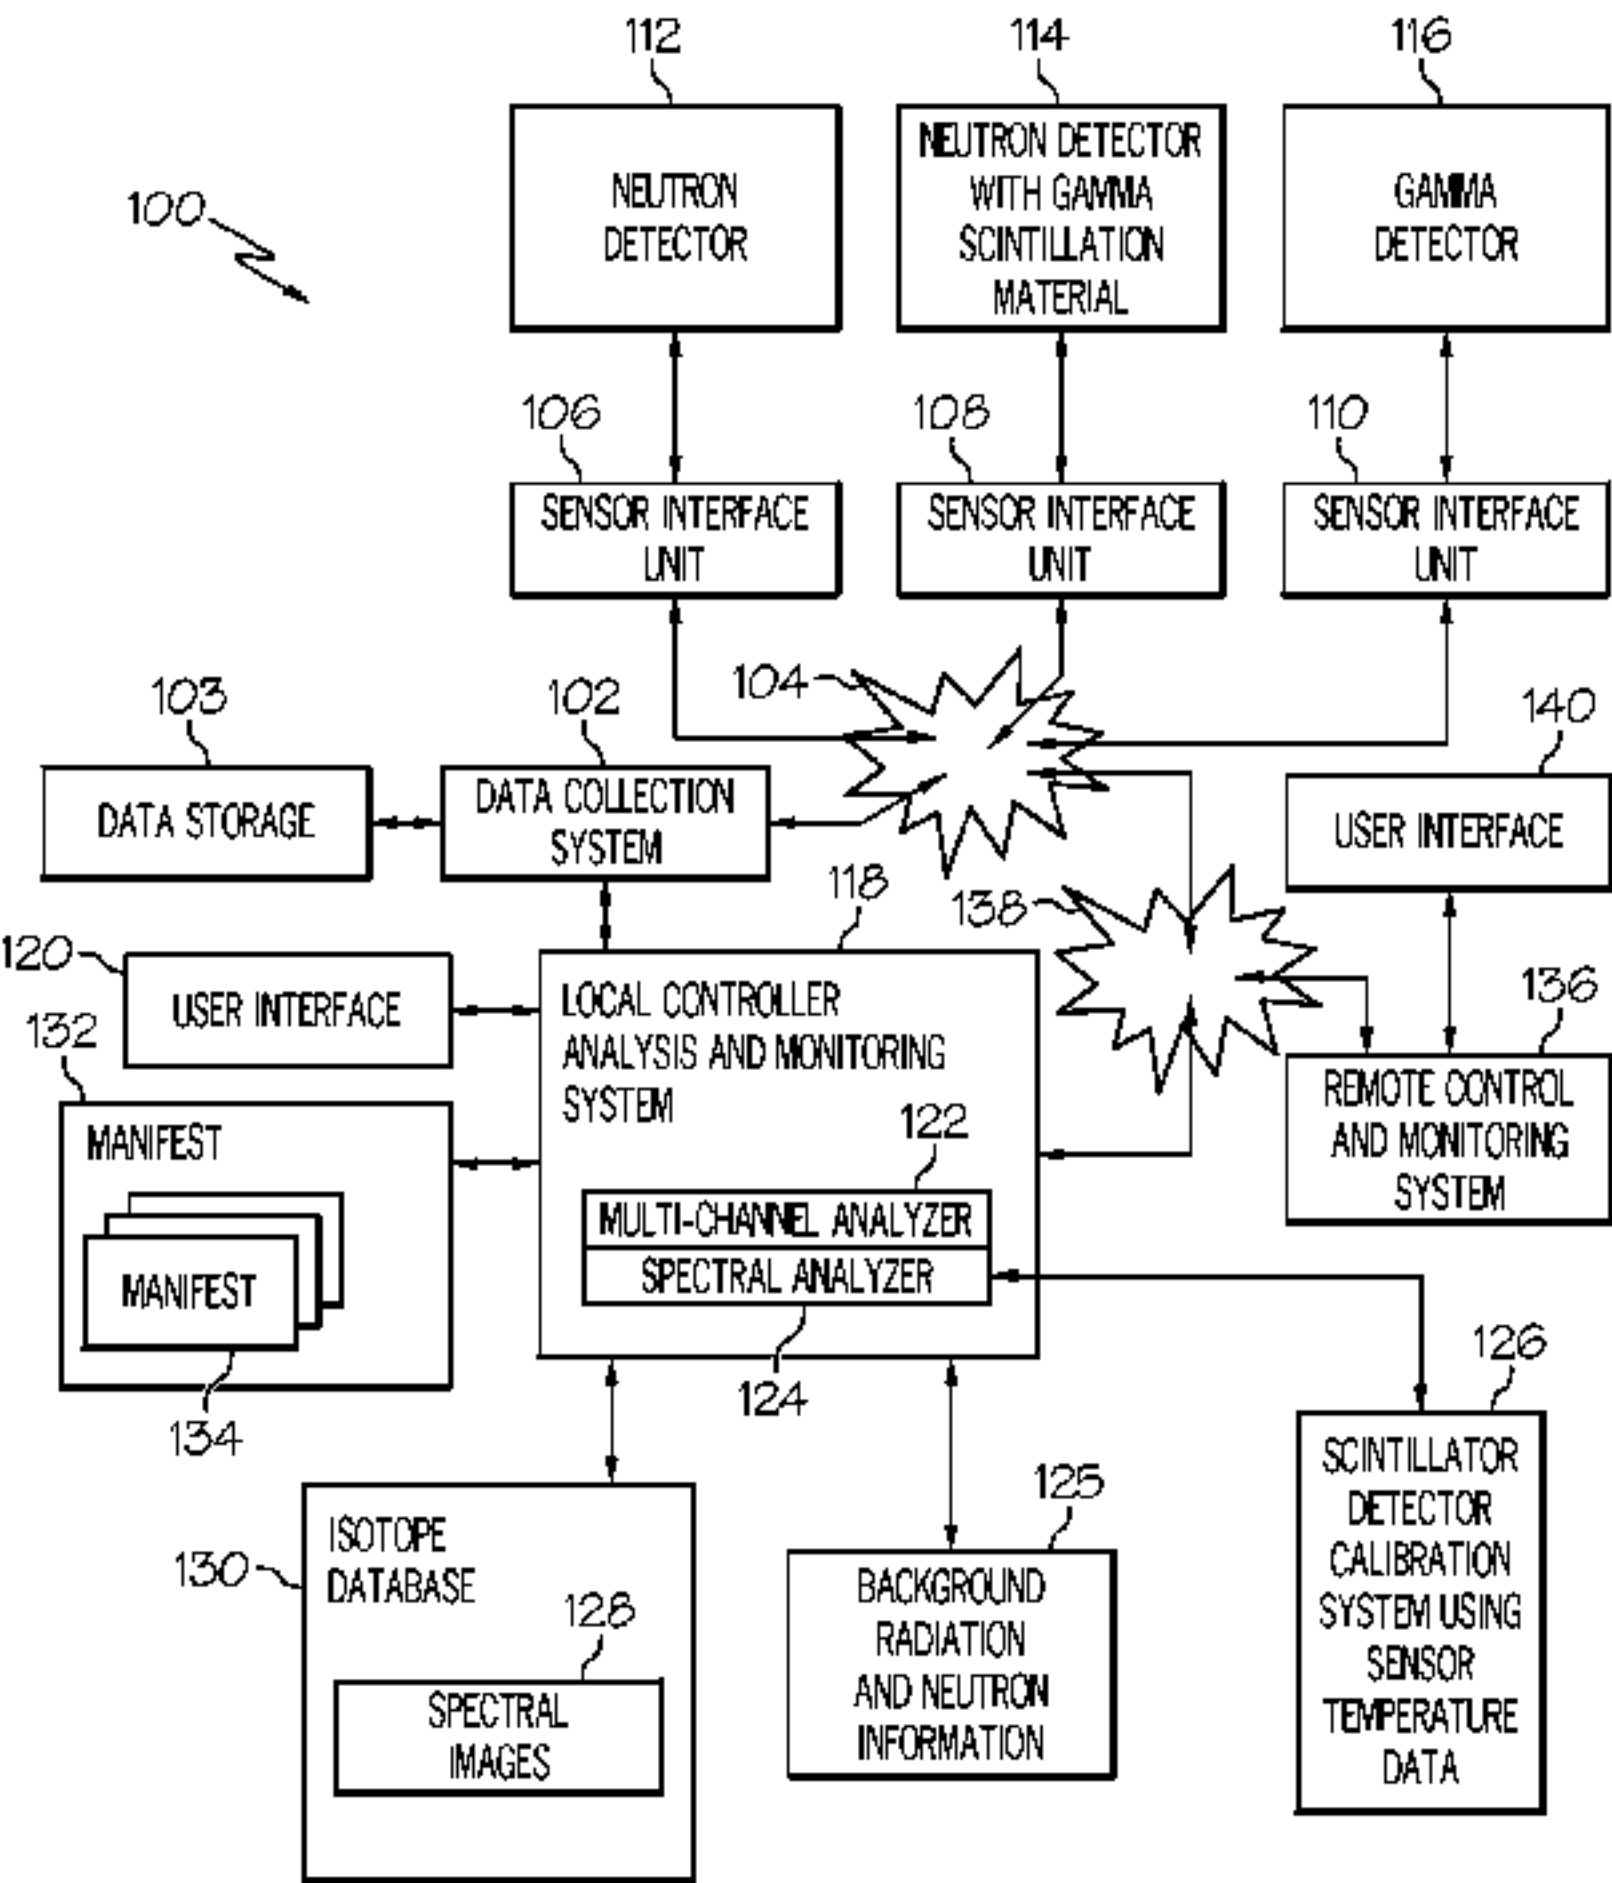 112
114
116
NEUTRON
DETECTOR
NEUTRON DETECTOR
WITH GAMMA
SCINTILLATION
MATERIAL
GAMMA
DETECTOR
100
106
108
110
SENSOR INTERFACE
UNIT
SENSOR INTERFACE
UNIT
SENSOR INTERFACE
UNIT
104
103
102
140
DATA STORAGE
DATA COLLECTION
SYSTEM
USER INTERFACE
118
138
120
USER INTERFACE
132
LOCAL CONTROLLER
ANALYSIS AND MONITORING
SYSTEM
136
REMOTE CONTROL
AND MONITORING
SYSTEM
MANIFEST
122
MULTI-CHANNEL ANALYZER
SPECTRAL ANALYZER
MANIFEST
134
124
126
SCINTILLATOR
DETECTOR
CALIBRATION
SYSTEM USING
SENSOR
TEMPERATURE
DATA
125
130
ISOTOPE
DATABASE
128
SPECTRAL
IMAGES
BACKGROUND
RADIATION
AND NEUTRON
INFORMATION